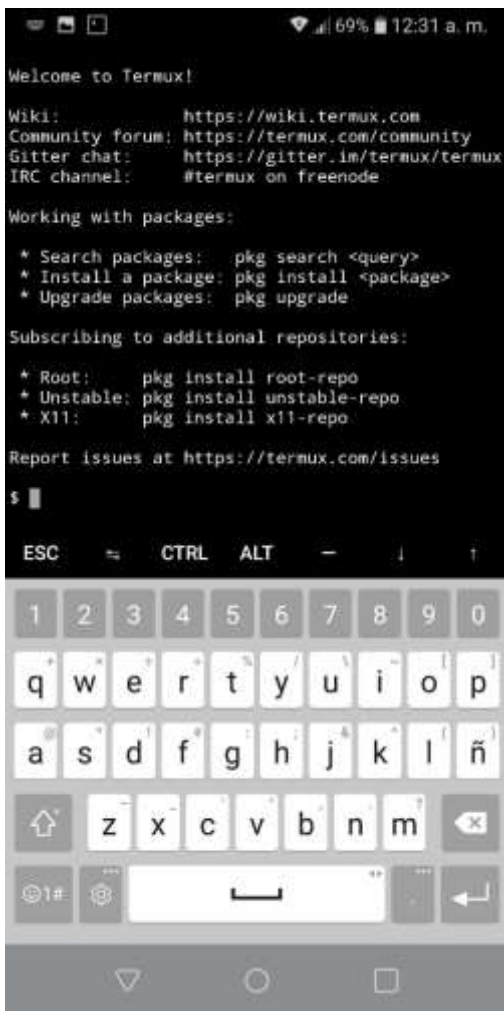 69% 12:31 a. m.
Welcome to Termux!
Wiki: https://wiki.termux.com
Community forum: https://termux.com/community
Gitter chat: https://gitter.im/termux/termux
IRC channel: #termux on freenode
Working with packages:
* Search packages: pkg search <query>
* Install a package: pkg install <package>
* Upgrade packages: pkg upgrade
Subscribing to additional repositories:
* Root: pkg install root-repo
* Unstable: pkg install unstable-repo
* X11: pkg install x11-repo
Report issues at https://termux.com/issues
$
ESC CTRL ALT – ↓ ↑
1 2 3 4 5 6 7 8 9 0
q w e r t y u i o p
a s d f g h j k l ñ
z x c v b n m
1#